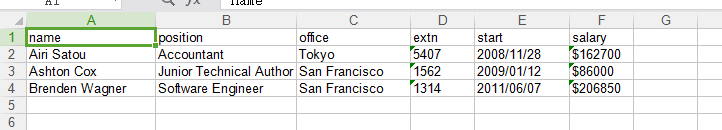 A1 fx name
A B C D E F G
1 name position office extn start salary
2 Airi Satou Accountant Tokyo 5407 2008/11/28 $162700
3 Ashton Cox Junior Technical Author San Francisco 1562 2009/01/12 $86000
4 Brenden Wagner Software Engineer San Francisco 1314 2011/06/07 $206850
5
6